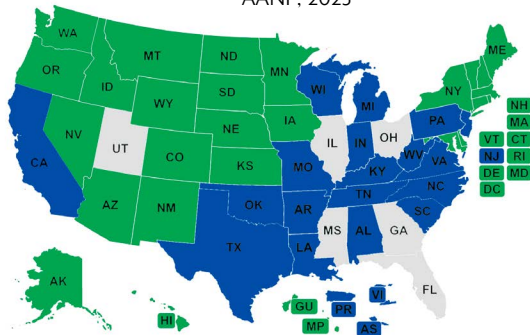 AANP, 2023
WA
MT
ND
MN
ME
OR
ID
SD
WI
NY
WY
MI
NH
IA
PA
MA
NE
NV
IL
IN
OH
VT
CT
UT
CA
CO
KS
MO
WV
VA
NJ
RI
KY
DE
MD
NC
DC
TN
AZ
NM
OK
AR
SC
MS
AL
GA
TX
LA
AK
FL
HI
GU
VI
PR
MP
AS